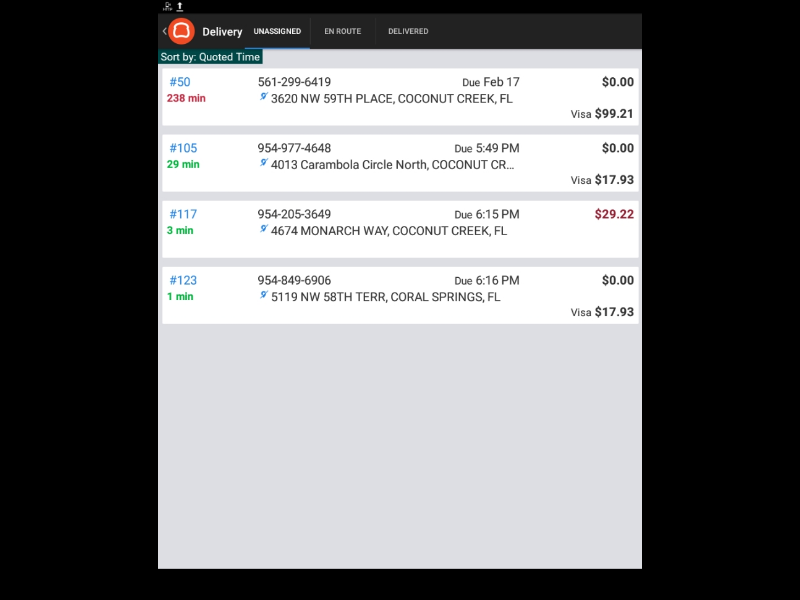 Delivery UNASSIGNED EN ROUTE DELIVERED
Sort by: Quoted Time
#50 561-299-6419 Due Feb 17 $0.00
238 min 3620 NW 59TH PLACE, COCONUT CREEK, FL
Visa $99.21
#105 954-977-4648 Due 5:49 PM $0.00
29 min 4013 Carambola Circle North, COCONUT CR...
Visa $17.93
#117 954-205-3649 Due 6:15 PM $29.22
3 min 4674 MONARCH WAY, COCONUT CREEK, FL
#123 954-849-6906 Due 6:16 PM $0.00
1 min 5119 NW 58TH TERR, CORAL SPRINGS, FL
Visa $17.93